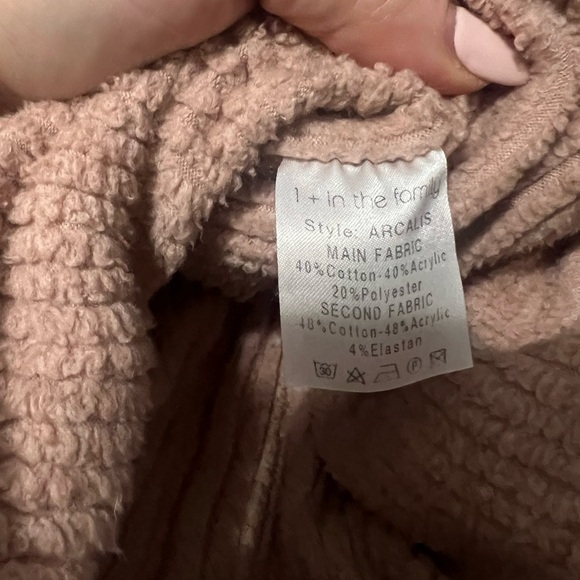 1 + in the family
Style: ARCALIS
MAIN FABRIC
40%Cotton-40%Acrylic
20%Polyester
SECOND FABRIC
48%Cotton-48%Acrylic
4%Elastan
30 F